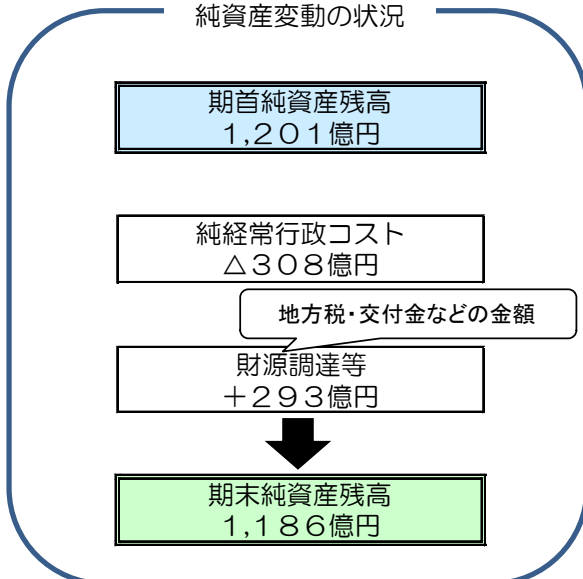 純資産変動の状況
期首純資産残高
1,201億円
純経常行政コスト
△308億円
地方税・交付金などの金額
財源調達等
＋293億円
期末純資産残高
1,186億円